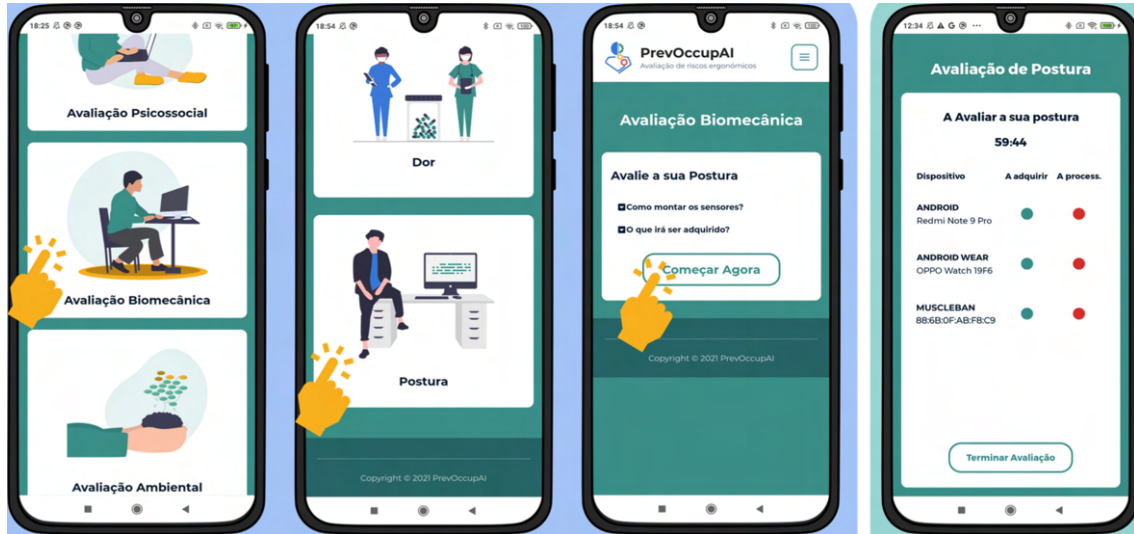 18:25
Avaliação Psicossocial
Avaliação Biomecânica
Avaliação Ambiental
18:54
Dor
Postura
Copyright © 2021 PrevOccupAI
18:54
PrevOccupAI
Avaliação de riscos ergonómicos
Avaliação Biomecânica
Avalie a sua Postura
Como montar os sensores?
O que irá ser adquirido?
Começar Agora
Copyright © 2021 PrevOccupAI
12:34
Avaliação de Postura
A Avaliar a sua postura
59:44
Dispositivo A adquirir A process.
ANDROID
Redmi Note 9 Pro
ANDROID WEAR
OPPO Watch 19F6
MUSCLEBAN
88:6B:0F:AB:F8:C9
Terminar Avaliação